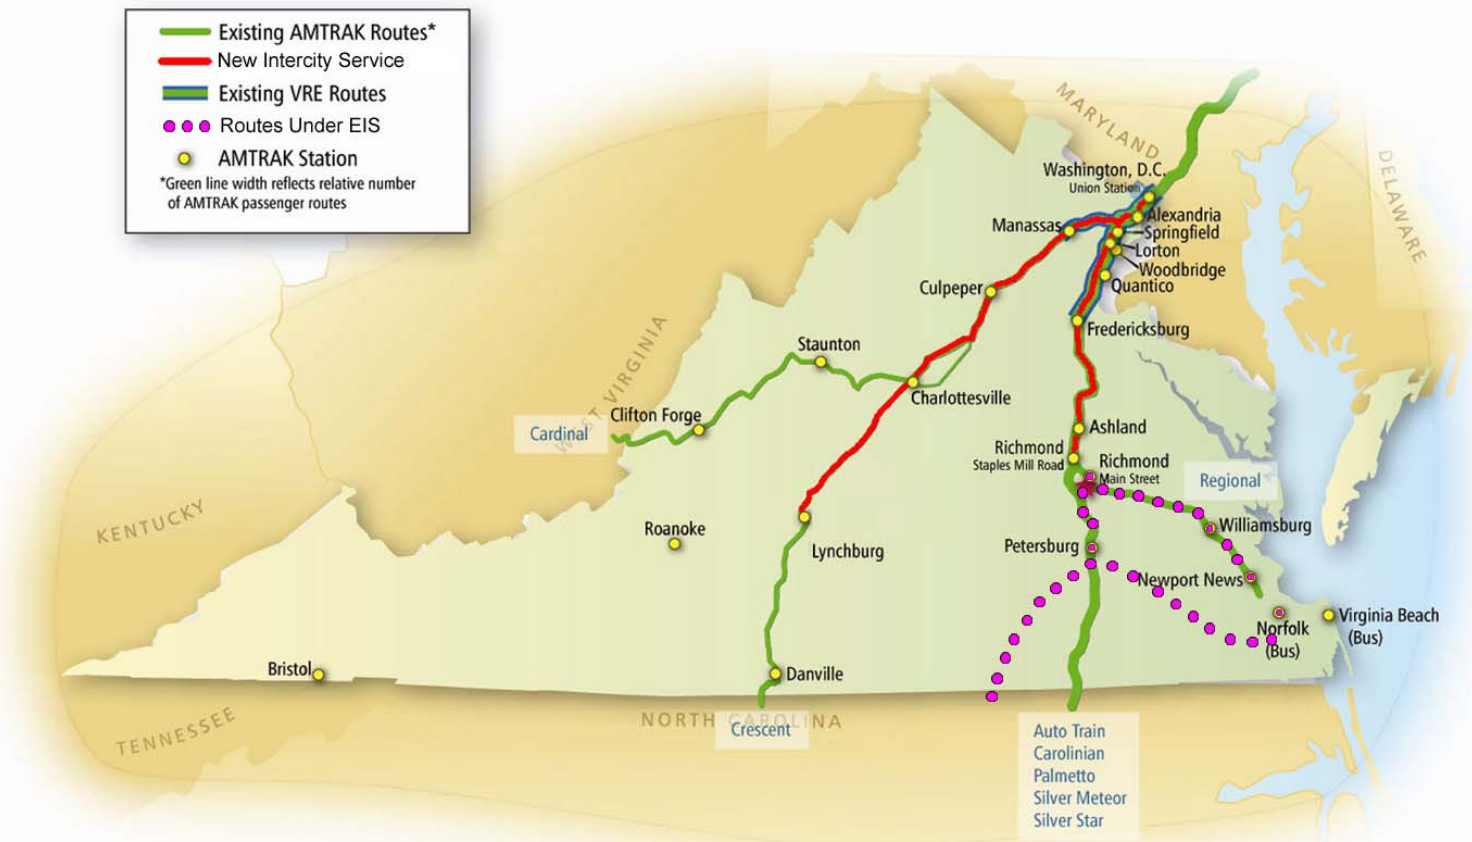 Existing AMTRAK Routes*
New Intercity Service
Existing VRE Routes
Routes Under EIS
AMTRAK Station
*Green line width reflects relative number
of AMTRAK passenger routes
MARYLAND
DELAWARE
Washington, D.C.
Union Station
Alexandria
Manassas
Springfield
Lorton
Woodbridge
Quantico
Culpeper
Fredericksburg
WEST VIRGINIA
Staunton
Charlottesville
Clifton Forge
Cardinal
Ashland
Richmond
Staples Mill Road
Richmond
Main Street
Regional
KENTUCKY
Roanoke
Lynchburg
Williamsburg
Petersburg
Newport News
Norfolk
(Bus)
Virginia Beach
(Bus)
Bristol
Danville
TENNESSEE
NORTH CAROLINA
Crescent
Auto Train
Carolinian
Palmetto
Silver Meteor
Silver Star